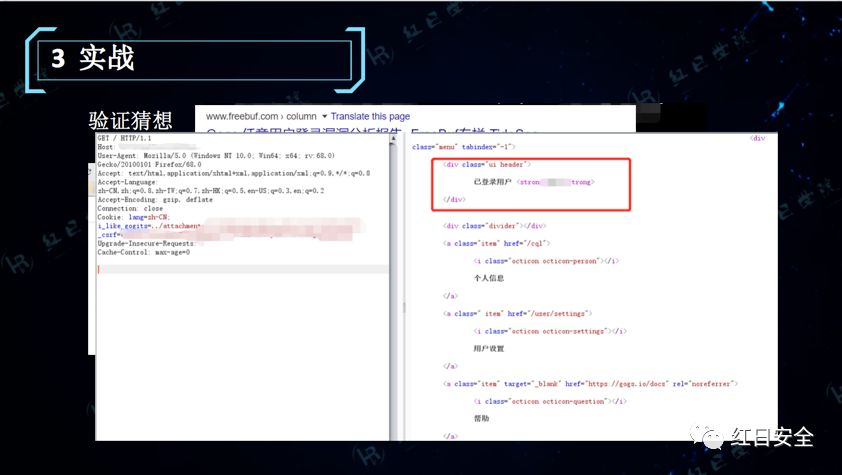 3 实战
验证猜想
www.freebuf.com › column ▾ Translate this page
GET / HTTP/1.1
Host:
User-Agent: Mozilla/5.0 (Windows NT 10.0; Win64; x64; rv:68.0)
Gecko/20100101 Firefox/68.0
Accept: text/html,application/xhtml+xml,application/xml;q=0.9,*/*;q=0.8
Accept-Language:
zh-CN,zh;q=0.8,zh-TW;q=0.7,zh-HK;q=0.5,en-US;q=0.3,en;q=0.2
Accept-Encoding: gzip, deflate
Connection: close
Cookie: lang=zh-CN;
i_like_gogits=../attachment
_csrf=
Upgrade-Insecure-Requests:
Cache-Control: max-age=0
<div
class="menu" tabindex="-1">
<div class="ui header">
已登录用户 <stron trong>
</div>
<div class="divider"></div>
<a class="item" href="/cql">
<i class="octicon octicon-person"></i>
个人信息
</a>
<a class=" item" href="/user/settings">
<i class="octicon octicon-settings"></i>
用户设置
</a>
<a class="item" target="_blank" href="https://gogs.io/docs" rel="noreferrer">
<i class="octicon octicon-question"></i>
帮助
</a>
红日安全